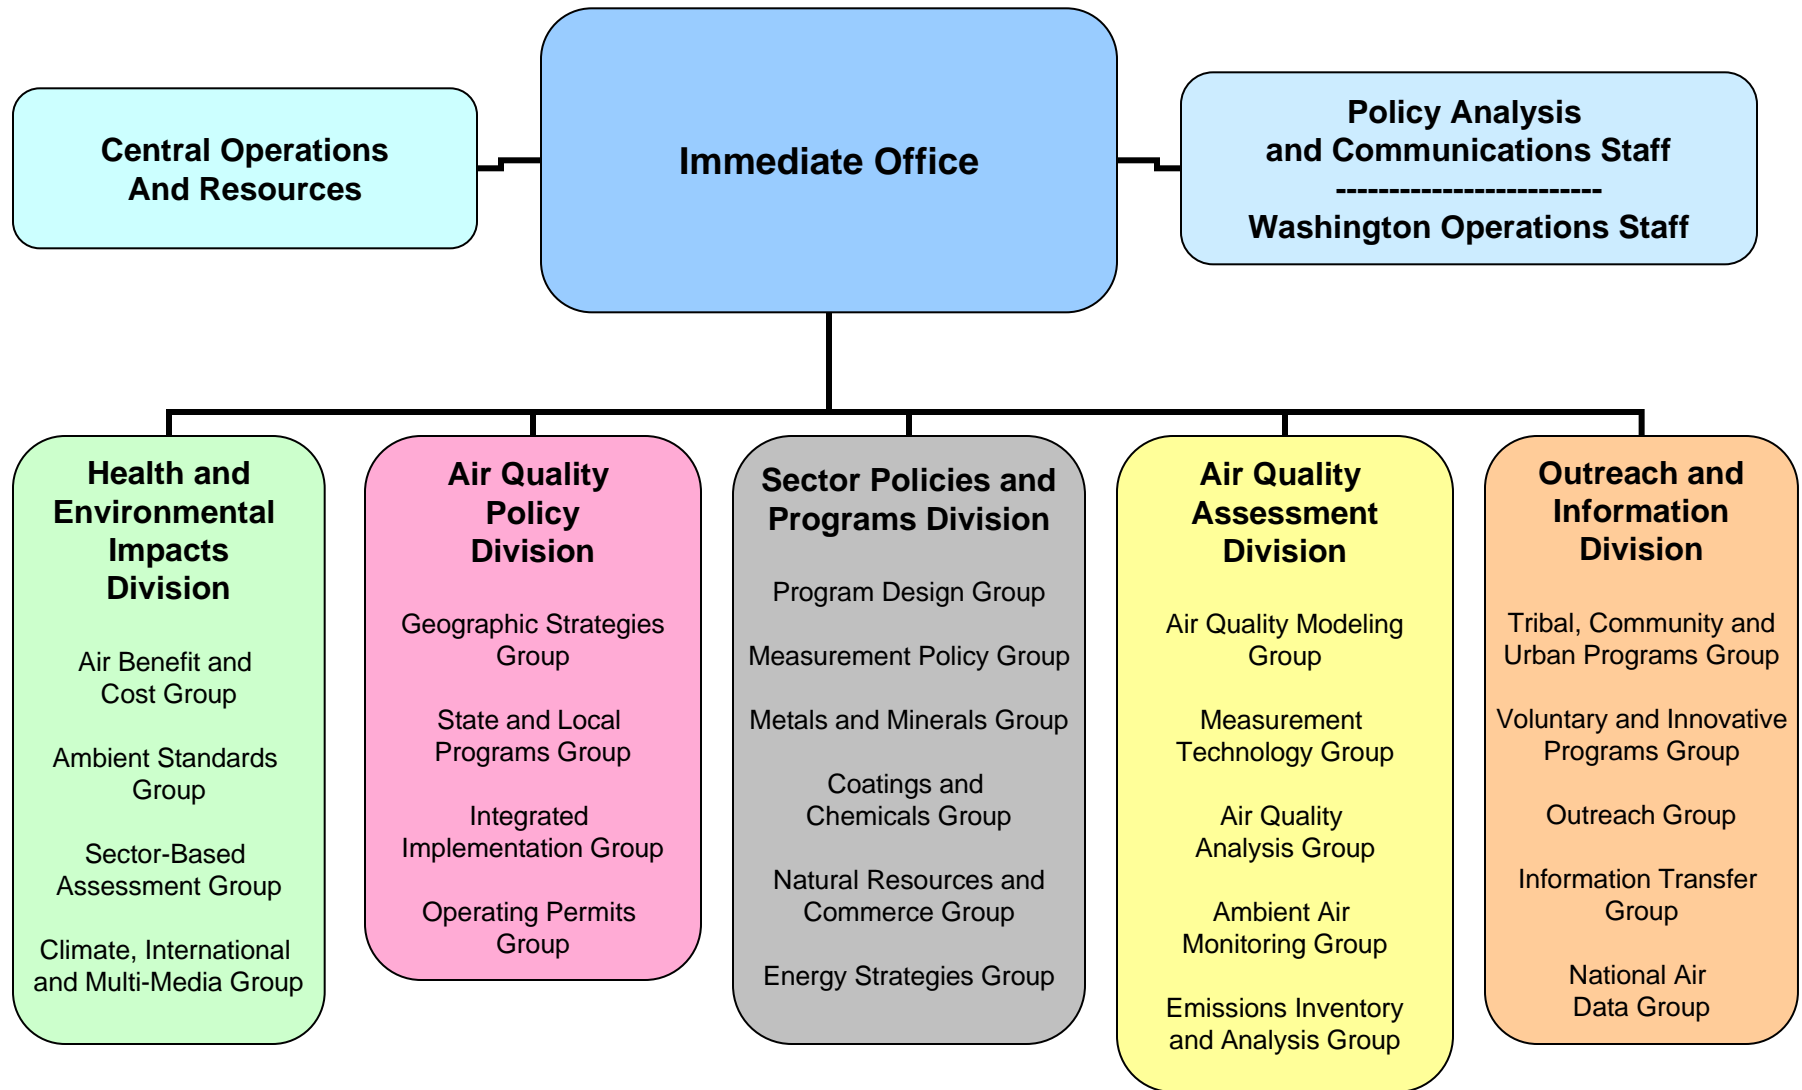 Central Operations
And Resources
Immediate Office
Policy Analysis
and Communications Staff
-------------------------
Washington Operations Staff
Health and
Environmental
Impacts
Division
Air Benefit and
Cost Group
Ambient Standards
Group
Sector-Based
Assessment Group
Climate, International
and Multi-Media Group
Air Quality
Policy
Division
Geographic Strategies
Group
State and Local
Programs Group
Integrated
Implementation Group
Operating Permits
Group
Sector Policies and
Programs Division
Program Design Group
Measurement Policy Group
Metals and Minerals Group
Coatings and
Chemicals Group
Natural Resources and
Commerce Group
Energy Strategies Group
Air Quality
Assessment
Division
Air Quality Modeling
Group
Measurement
Technology Group
Air Quality
Analysis Group
Ambient Air
Monitoring Group
Emissions Inventory
and Analysis Group
Outreach and
Information
Division
Tribal, Community and
Urban Programs Group
Voluntary and Innovative
Programs Group
Outreach Group
Information Transfer
Group
National Air
Data Group